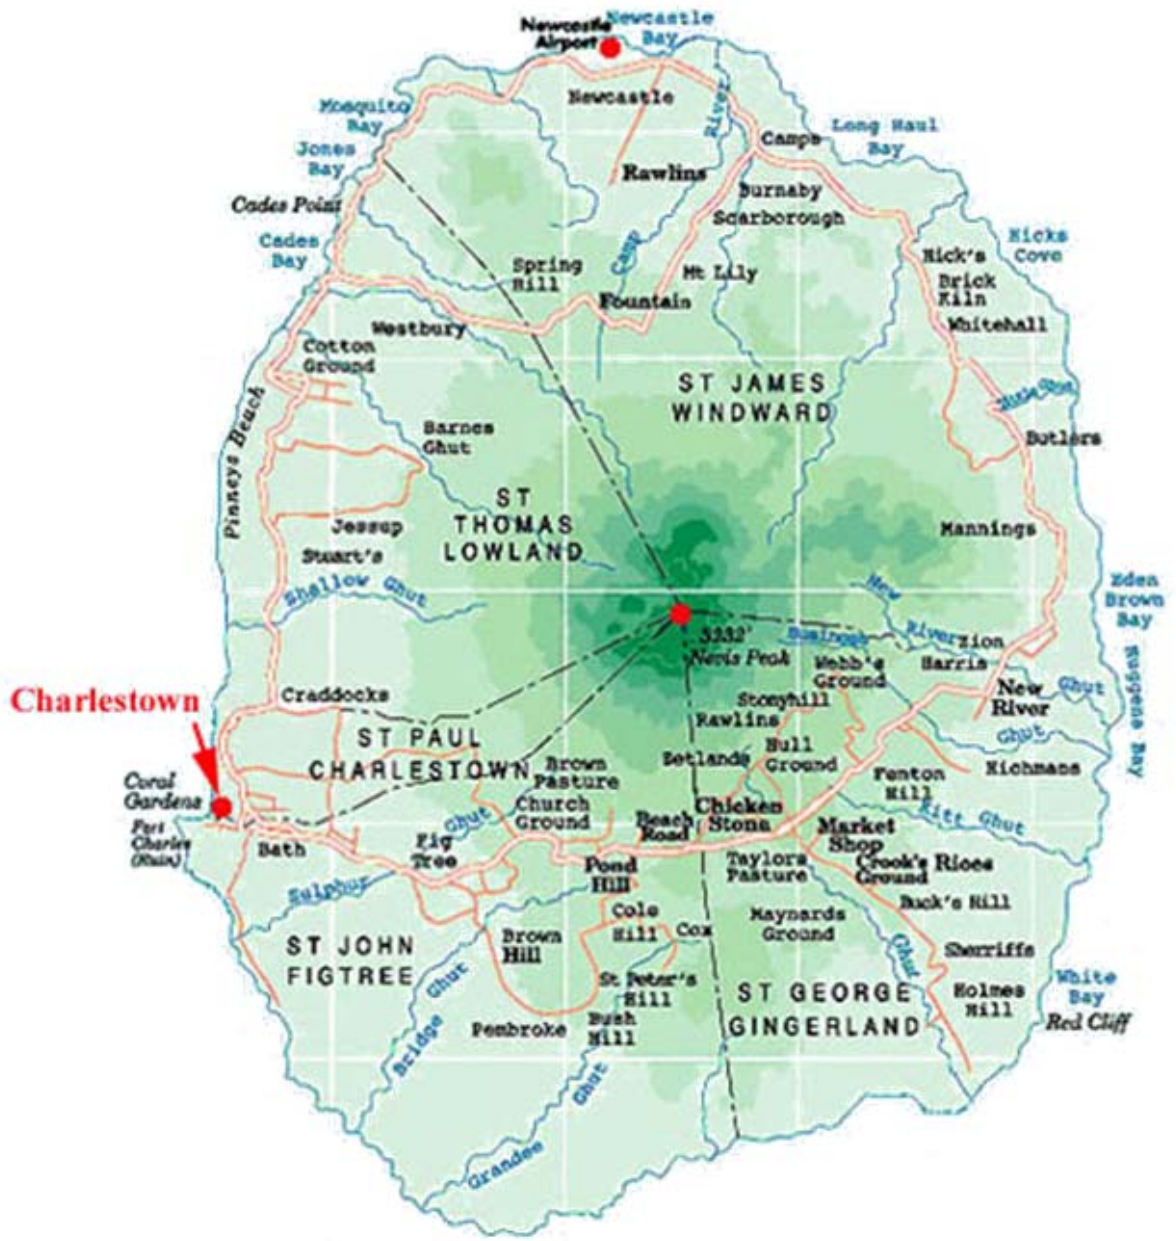 Newcastle
Airport
Newcastle
Bay
Newcastle
River
Mosquito
Bay
Camps
Long Haul
Bay
Jones
Bay
Rawlins
Burnaby
Cades Point
Scarborough
Cades
Bay
Hicks
Cove
Camp
Spring
Hill
Mt Lily
Hick's
Brick
Kiln
Fountain
Westbury
Whitehall
Cotton
Ground
ST JAMES
WINDWARD
Pinneys Beach
Barnes
Ghut
Butlers
ST
THOMAS
LOWLAND
Jessup
Mannings
Stuart's
Shallow Ghut
New
River
Eden
Brown
Bay
3232'
Nevis Peak
Zion
Harris
Webb's
Ground
Huggens Bay
Craddocks
Stonyhill
New
River
Ghut
Charlestown
Rawlins
Ghut
ST PAUL
CHARLESTOWN
Zetlands
Hull
Ground
Brown
Pasture
Fenton
Hill
Richmans
Coral
Gardens
Church
Ground
Ghut
Beach
Road
Chicken
Stona
Kitt Ghut
Fort
Charles
(Ruin)
Bath
Fig
Tree
Market
Shop
Pond
Hill
Taylors
Pasture
Crook's
Ground
Rices
Sulphur
Buck's Hill
Cole
Hill
Maynards
Ground
Cox
ST JOHN
FIGTREE
Brown
Hill
Ghut
Sherriffs
Ghut
St Peter's
Hill
ST GEORGE
GINGERLAND
Holmes
Hill
White
Bay
Red Cliff
Pembroke
Bush
Hill
Bridge
Ghut
Grandee